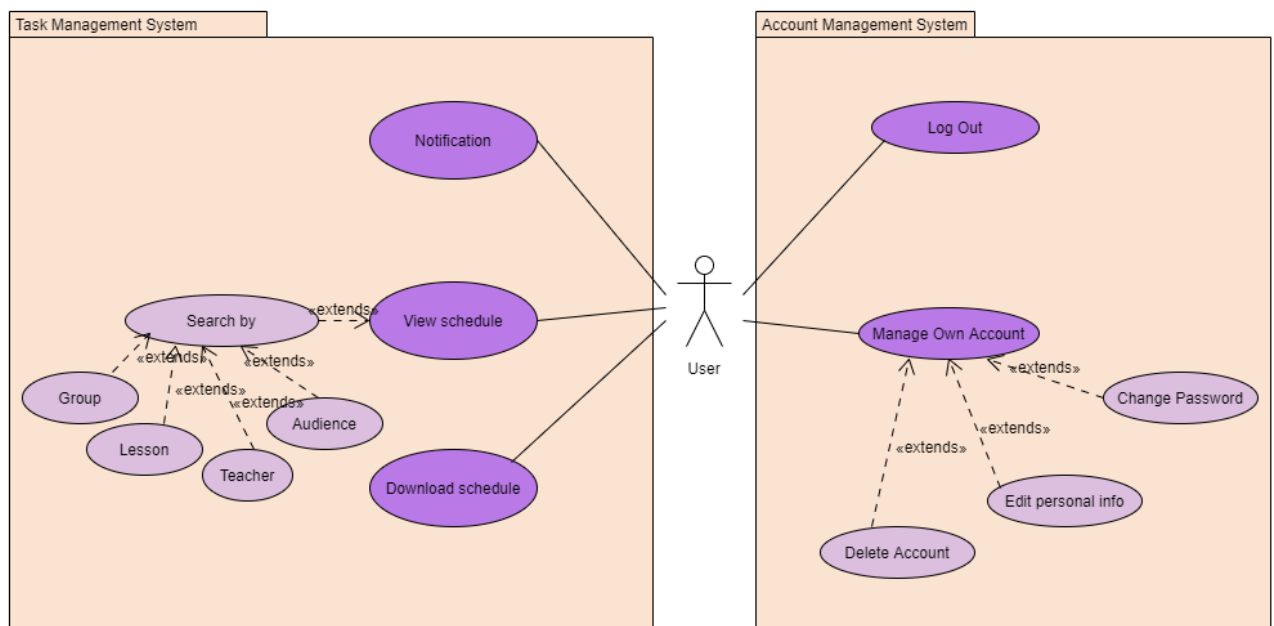 Task Management System
Account Management System
Notification
Log Out
«extends»
Search by
View schedule
Manage Own Account
«extends»
«extends»
«extends»
«extends»
User
«extends»
Group
Change Password
Audience
«extends»
Lesson
«extends»
Teacher
Download schedule
Edit personal info
Delete Account